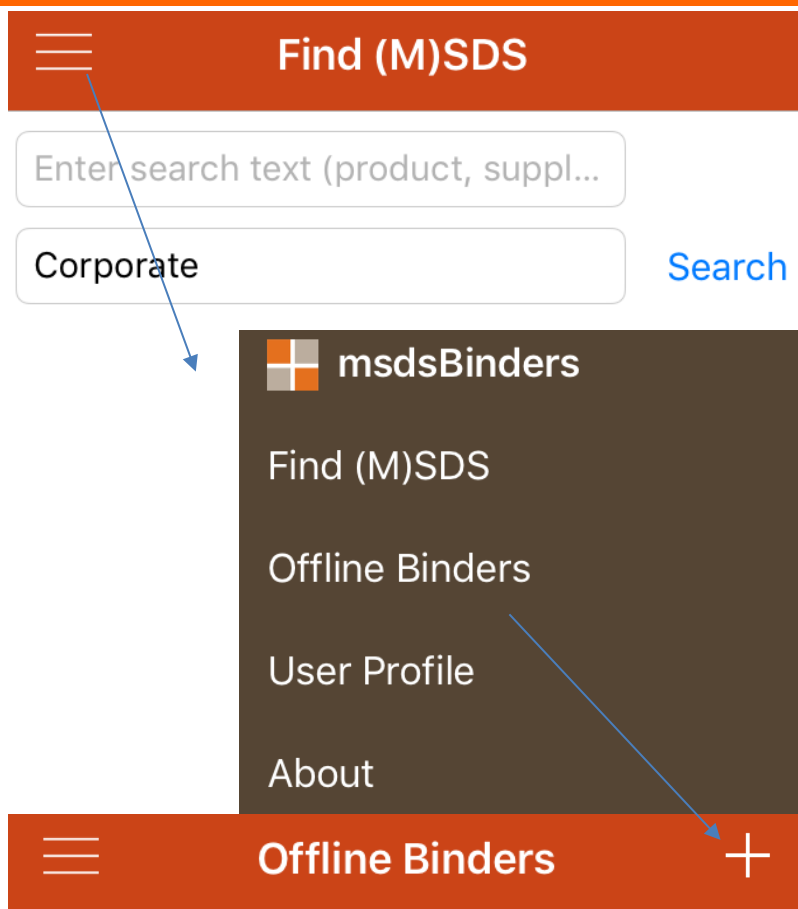 Find (M)SDS
Enter search text (product, suppl...
Corporate
Search
msdsBinders
Find (M)SDS
Offline Binders
User Profile
About
Offline Binders